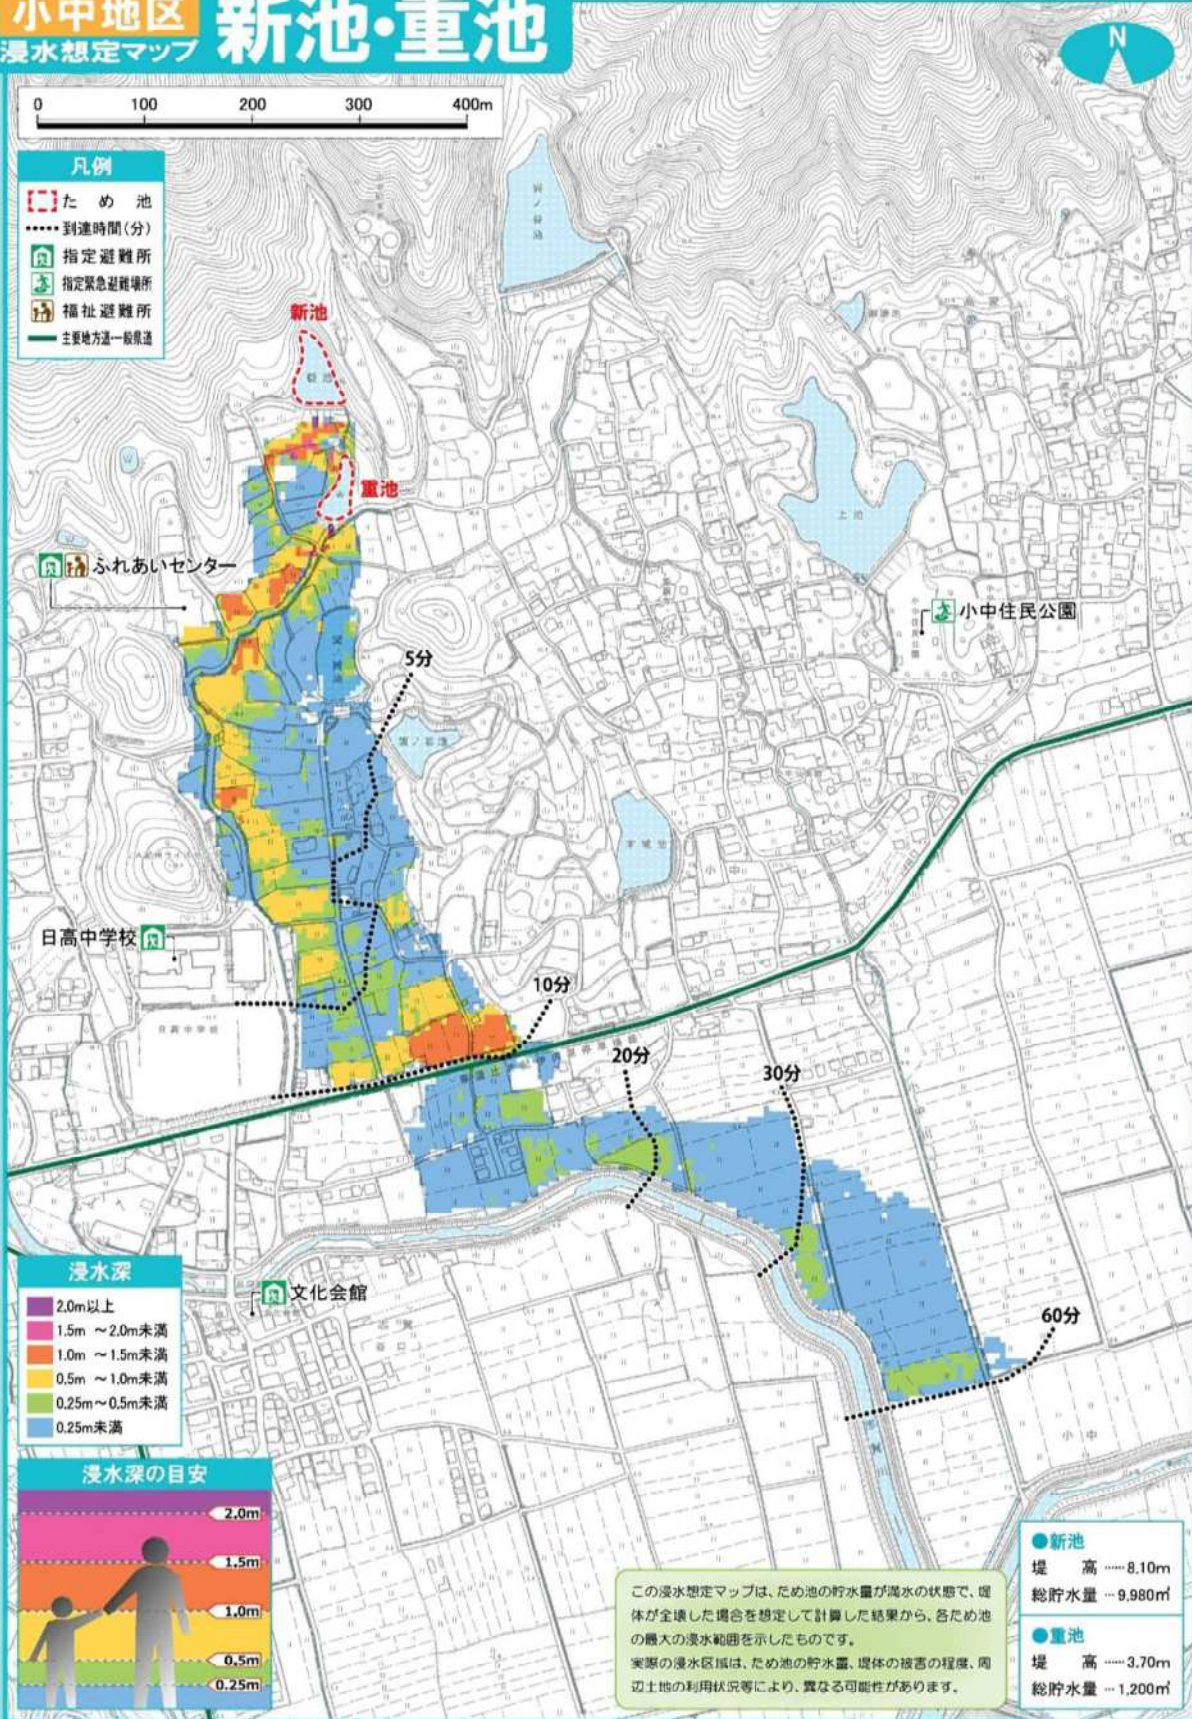 小中地区
浸水想定マップ
新池・重池
N
0 100 200 300 400m
凡例
ため池
到達時間(分)
指定避難所
指定緊急避難場所
福祉避難所
主要地方道・一般県道
新池
重池
ふれあいセンター
上池
小中住民公園
5分
小中
日高中学校
日高中学校
10分
20分
30分
文化会館
志賀
谷口
60分
小中
浸水深
2.0m以上
1.5m ～2.0m未満
1.0m ～1.5m未満
0.5m ～1.0m未満
0.25m～0.5m未満
0.25m未満
浸水深の目安
2.0m
1.5m
1.0m
0.5m
0.25m
この浸水想定マップは、ため池の貯水量が満水の状態で、堤
体が全壊した場合を想定して計算した結果から、各ため池
の最大の浸水範囲を示したものです。
実際の浸水区域は、ため池の貯水量、堤体の被害の程度、周
辺土地の利用状況等により、異なる可能性があります。
●新池
堤 高 ……8.10m
総貯水量 …9,980㎥
●重池
堤 高 ……3.70m
総貯水量 …1,200㎥